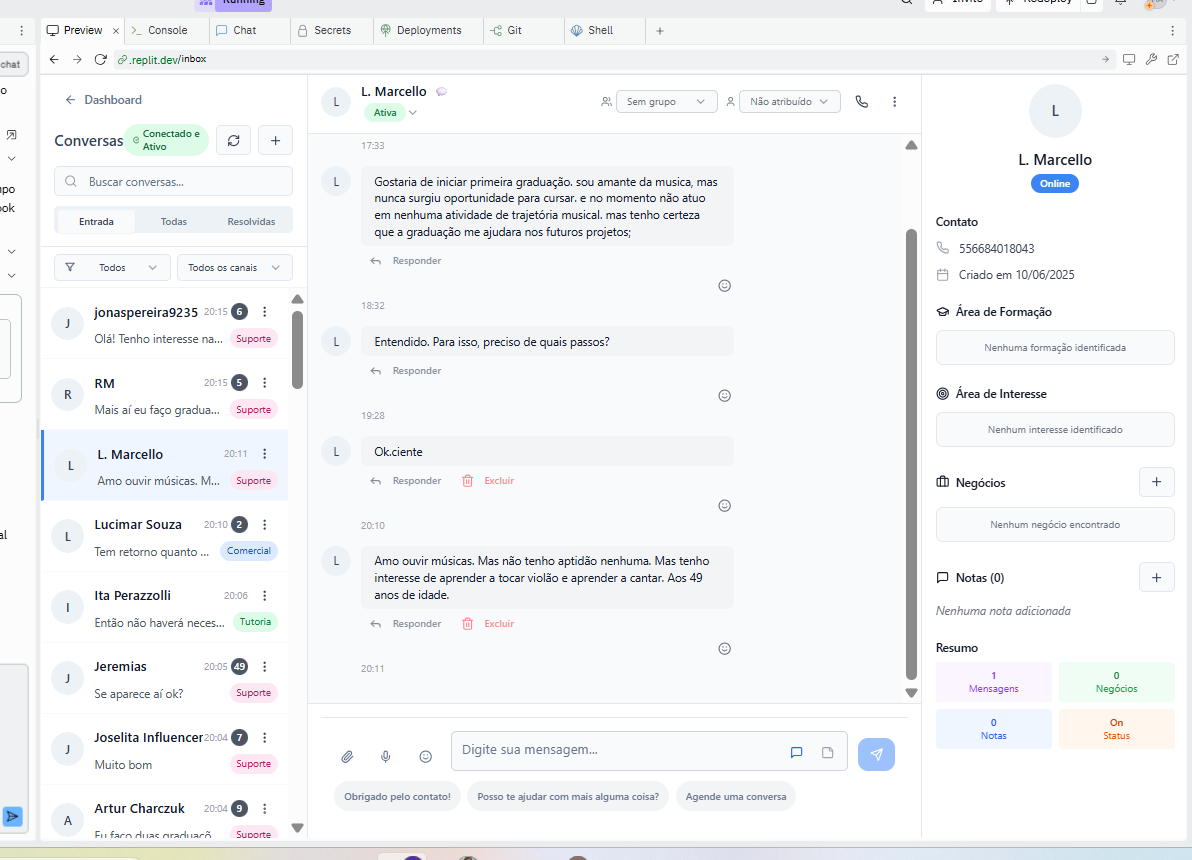 Running
Invite
Redeploy
Preview
Console
Chat
Secrets
Deployments
Git
Shell
.replit.dev/inbox
chat
Dashboard
Conversas
Conectado e
Ativo
Buscar conversas...
Entrada
Todas
Resolvidas
Todos
Todos os canais
J
jonaspereira9235
20:15
6
Olá! Tenho interesse na...
Suporte
R
RM
20:15
5
Mais aí eu faço gradua...
Suporte
L
L. Marcello
20:11
Amo ouvir músicas. M...
Suporte
L
Lucimar Souza
20:10
2
Tem retorno quanto ...
Comercial
I
Ita Perazzolli
20:06
Então não haverá neces...
Tutoria
J
Jeremias
20:05
49
Se aparece aí ok?
Suporte
J
Joselita Influencer
20:04
7
Muito bom
Suporte
A
Artur Charczuk
20:04
9
Eu faço duas graduaçõ
Suporte
L
L. Marcello
Ativa
Sem grupo
Não atribuído
17:33
L
Gostaria de iniciar primeira graduação. sou amante da musica, mas
nunca surgiu oportunidade para cursar. e no momento não atuo
em nenhuma atividade de trajetória musical. mas tenho certeza
que a graduação me ajudara nos futuros projetos;
Responder
18:32
L
Entendido. Para isso, preciso de quais passos?
Responder
19:28
L
Ok.ciente
Responder
Excluir
20:10
L
Amo ouvir músicas. Mas não tenho aptidão nenhuma. Mas tenho
interesse de aprender a tocar violão e aprender a cantar. Aos 49
anos de idade.
Responder
Excluir
20:11
Digite sua mensagem...
Obrigado pelo contato!
Posso te ajudar com mais alguma coisa?
Agende uma conversa
L
L. Marcello
Online
Contato
556684018043
Criado em 10/06/2025
Área de Formação
Nenhuma formação identificada
Área de Interesse
Nenhum interesse identificado
Negócios
Nenhum negócio encontrado
Notas (0)
Nenhuma nota adicionada
Resumo
1
Mensagens
0
Negócios
0
Notas
On
Status